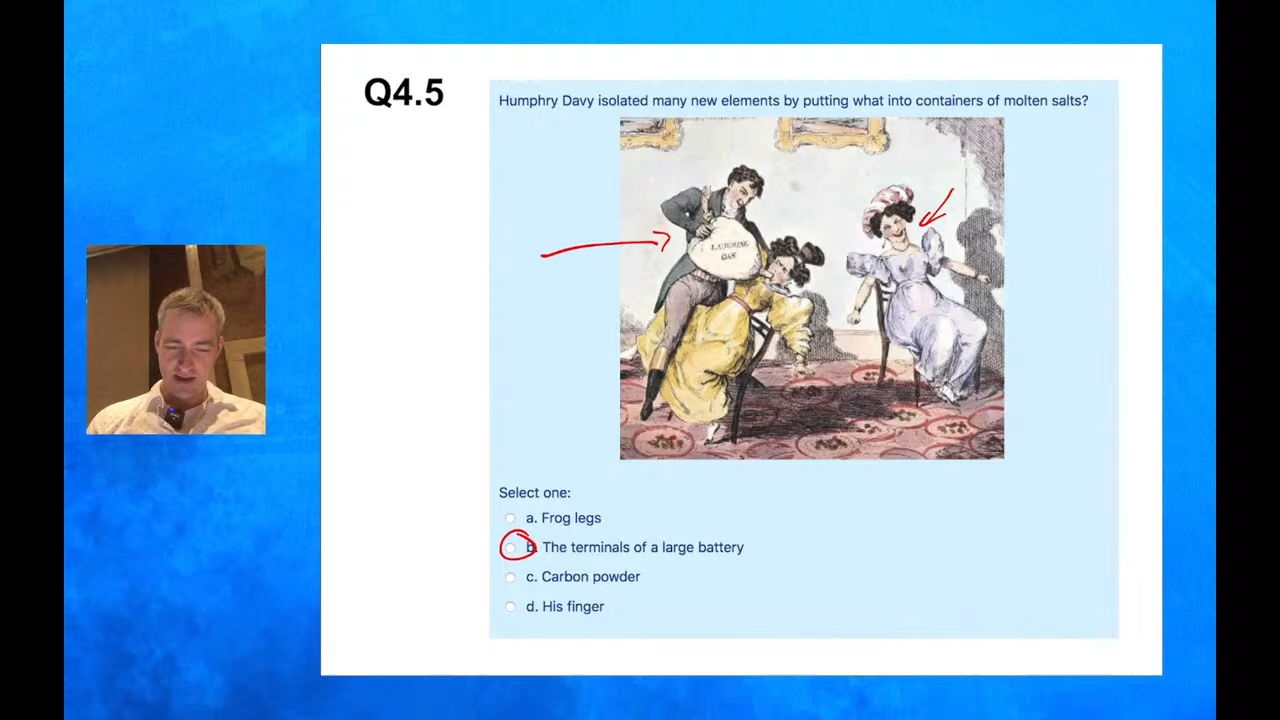 Q4.5
Humphry Davy isolated many new elements by putting what into containers of molten salts?
LAUGHING
GAS
Select one:
a. Frog legs
b. The terminals of a large battery
c. Carbon powder
d. His finger